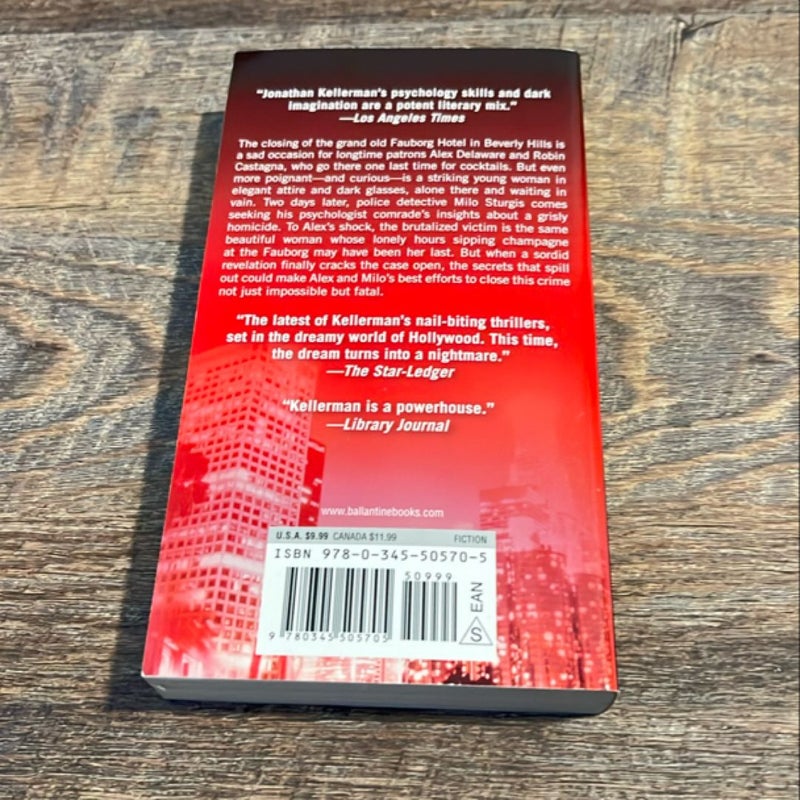 "Jonathan Kellerman's psychology skills and dark
imagination are a potent literary mix."
—Los Angeles Times
The closing of the grand old Fauborg Hotel in Beverly Hills is
a sad occasion for longtime patrons Alex Delaware and Robin
Castagna, who go there one last time for cocktails. But even
more poignant—and curious—is a striking young woman in
elegant attire and dark glasses, alone there and waiting in
vain. Two days later, police detective Milo Sturgis comes
seeking his psychologist comrade's insights about a grisly
homicide. To Alex's shock, the brutalized victim is the same
beautiful woman whose lonely hours sipping champagne
at the Fauborg may have been her last. But when a sordid
revelation finally cracks the case open, the secrets that spill
out could make Alex and Milo's best efforts to close this crime
not just impossible but fatal.
"The latest of Kellerman's nail-biting thrillers,
set in the dreamy world of Hollywood. This time,
the dream turns into a nightmare."
—The Star-Ledger
"Kellerman is a powerhouse."
—Library Journal
www.ballantinebooks.com
U.S.A. $9.99 CANADA $11.99 FICTION
ISBN 978-0-345-50570-5
50999
9 780345 505705
S EAN